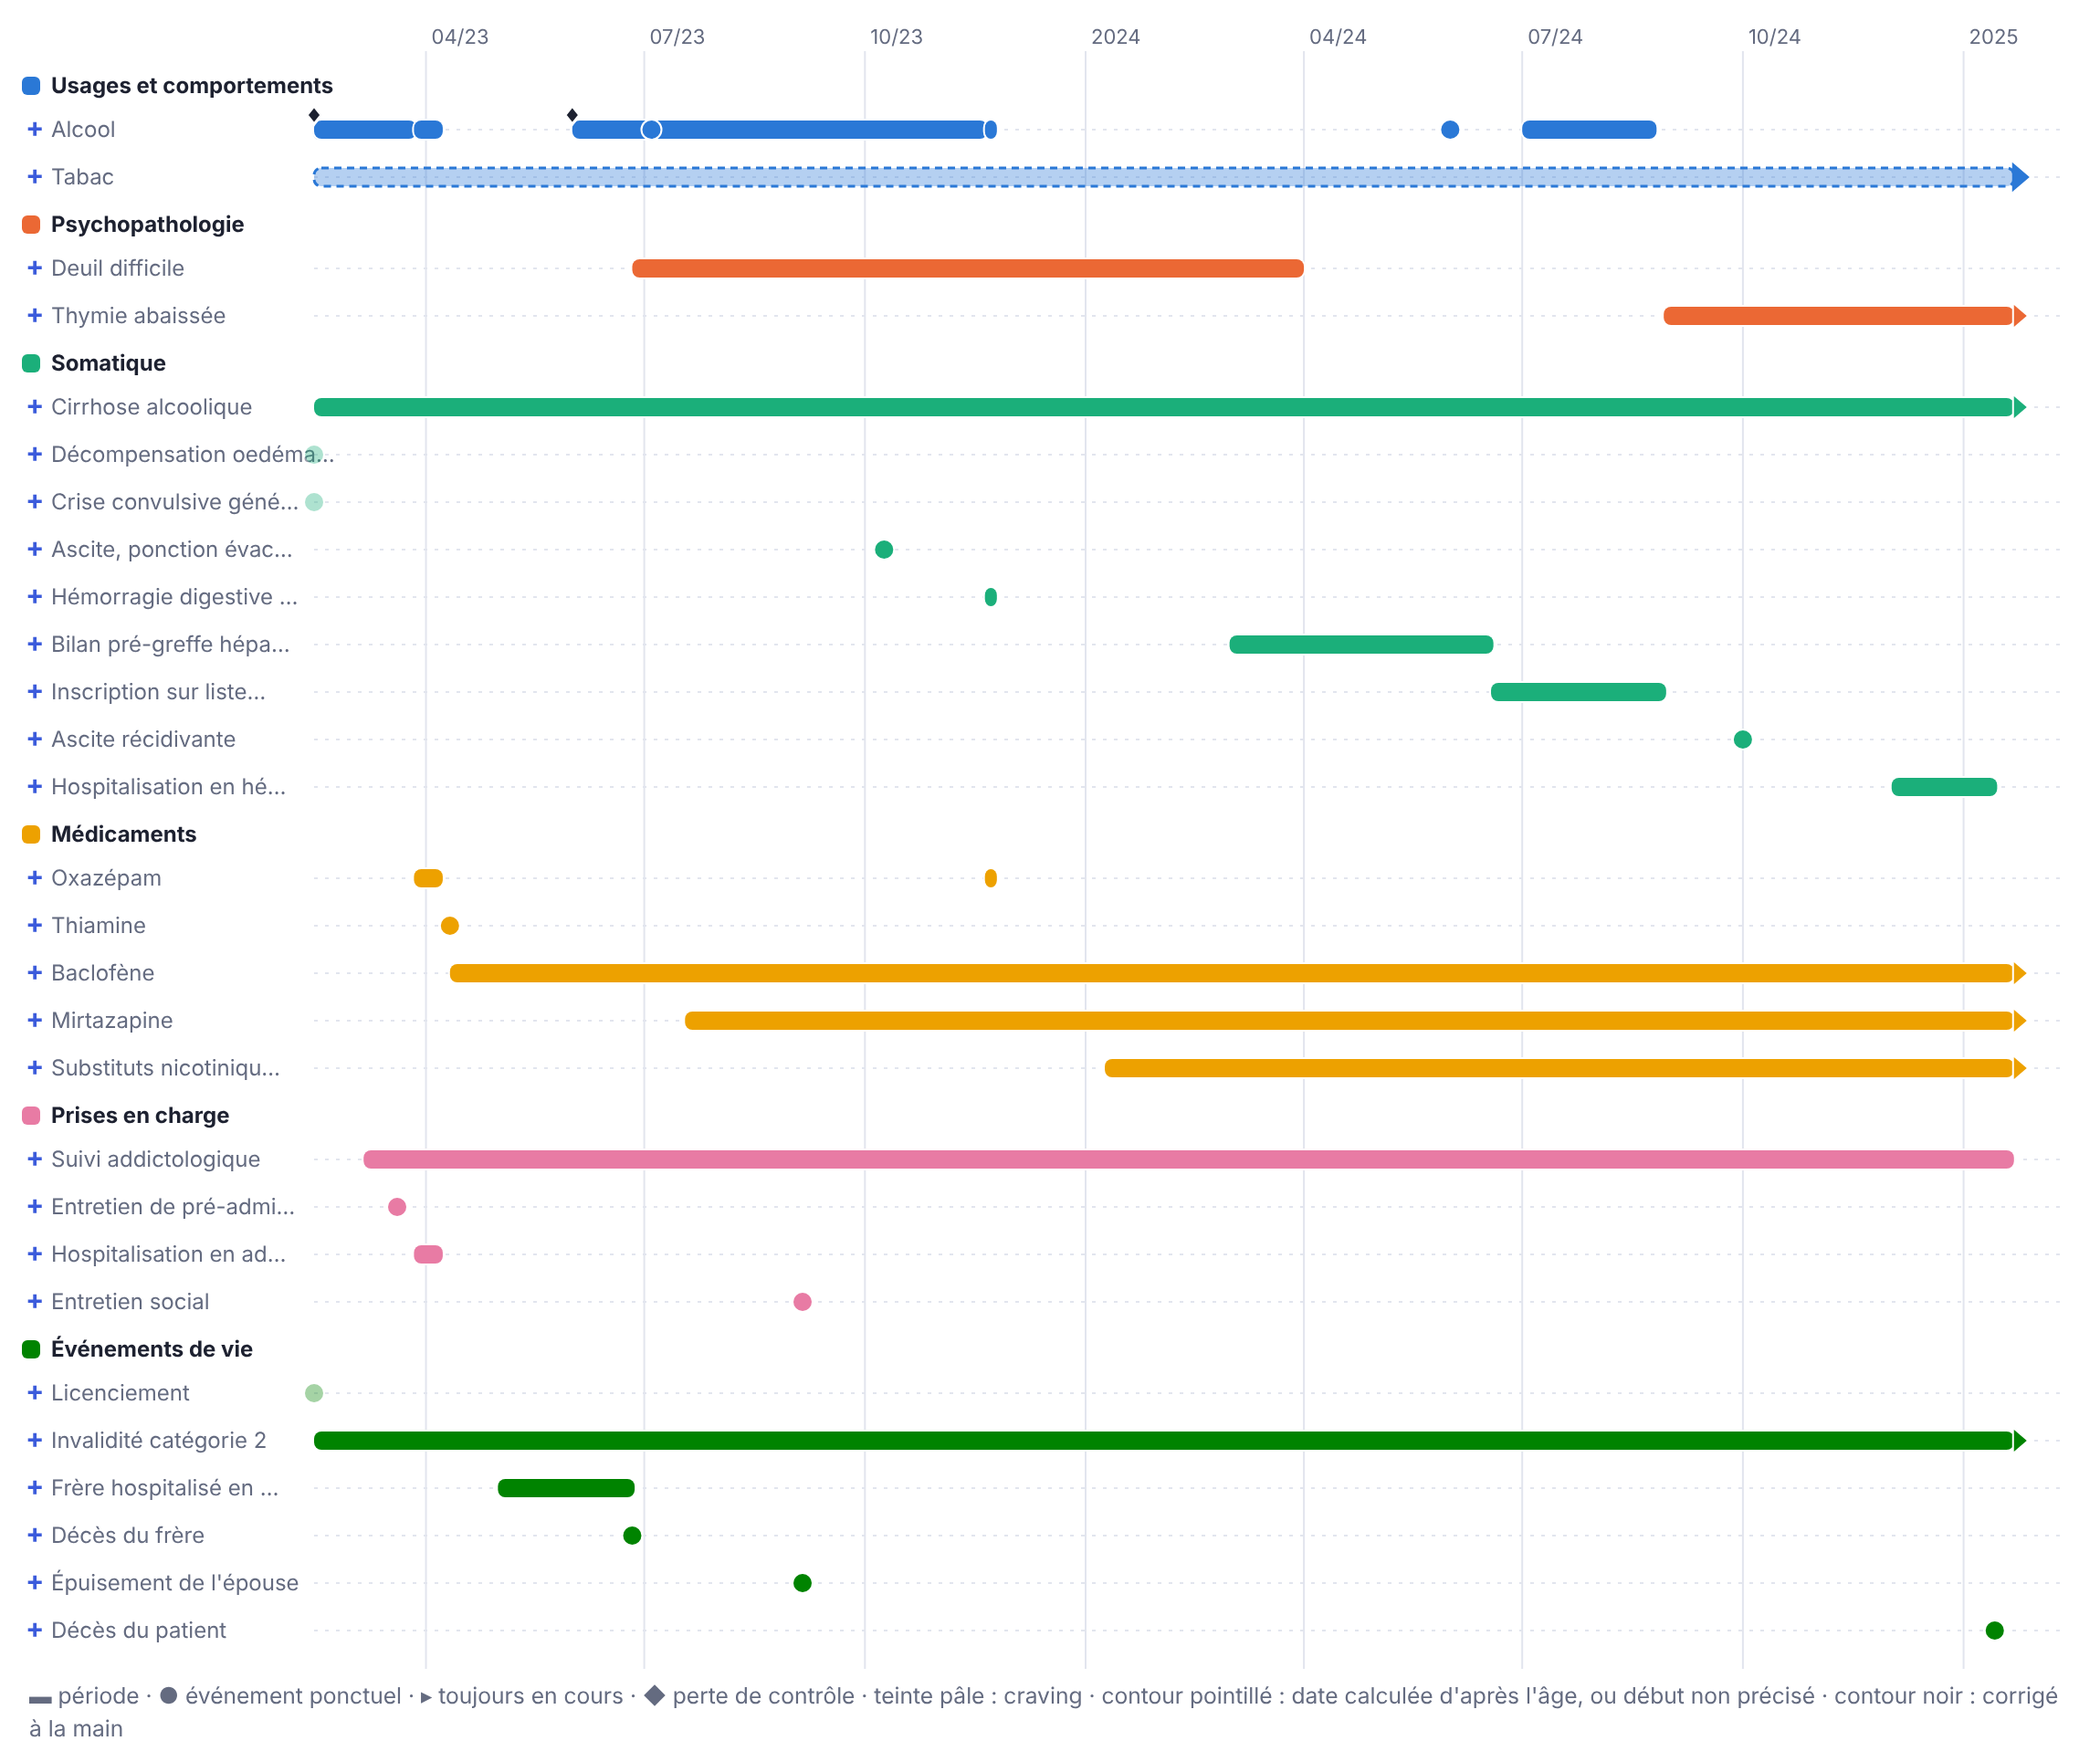 04/23 07/23 10/23 2024 04/24 07/24 10/24 2025
Usages et comportements
+ Alcool
+ Tabac
Psychopathologie
+ Deuil difficile
+ Thymie abaissée
Somatique
+ Cirrhose alcoolique
+ Décompensation oedéma...
+ Crise convulsive géné...
+ Ascite, ponction évac...
+ Hémorragie digestive ...
+ Bilan pré-greffe hépa...
+ Inscription sur liste...
+ Ascite récidivante
+ Hospitalisation en hé...
Médicaments
+ Oxazépam
+ Thiamine
+ Baclofène
+ Mirtazapine
+ Substituts nicotiniqu...
Prises en charge
+ Suivi addictologique
+ Entretien de pré-admi...
+ Hospitalisation en ad...
+ Entretien social
Événements de vie
+ Licenciement
+ Invalidité catégorie 2
+ Frère hospitalisé en ...
+ Décès du frère
+ Épuisement de l'épouse
+ Décès du patient
▬ période · ● événement ponctuel · ▸ toujours en cours · ◆ perte de contrôle · teinte pâle : craving · contour pointillé : date calculée d'après l'âge, ou début non précisé · contour noir : corrigé
à la main